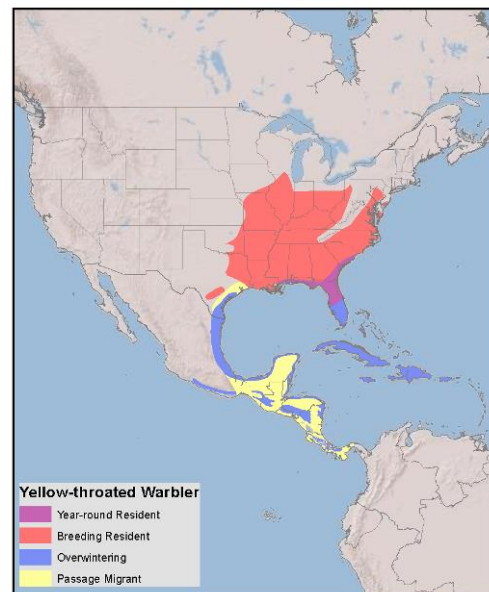 Yellow-throated Warbler
Year-round Resident
Breeding Resident
Overwintering
Passage Migrant